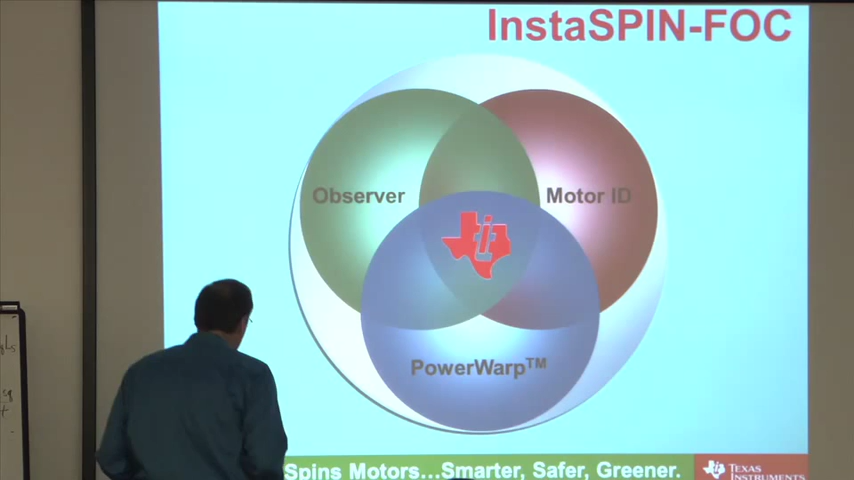 InstaSPIN-FOC
Observer
Motor ID
PowerWarp™
Spins Motors...Smarter, Safer, Greener.
TEXAS
INSTRUMENTS